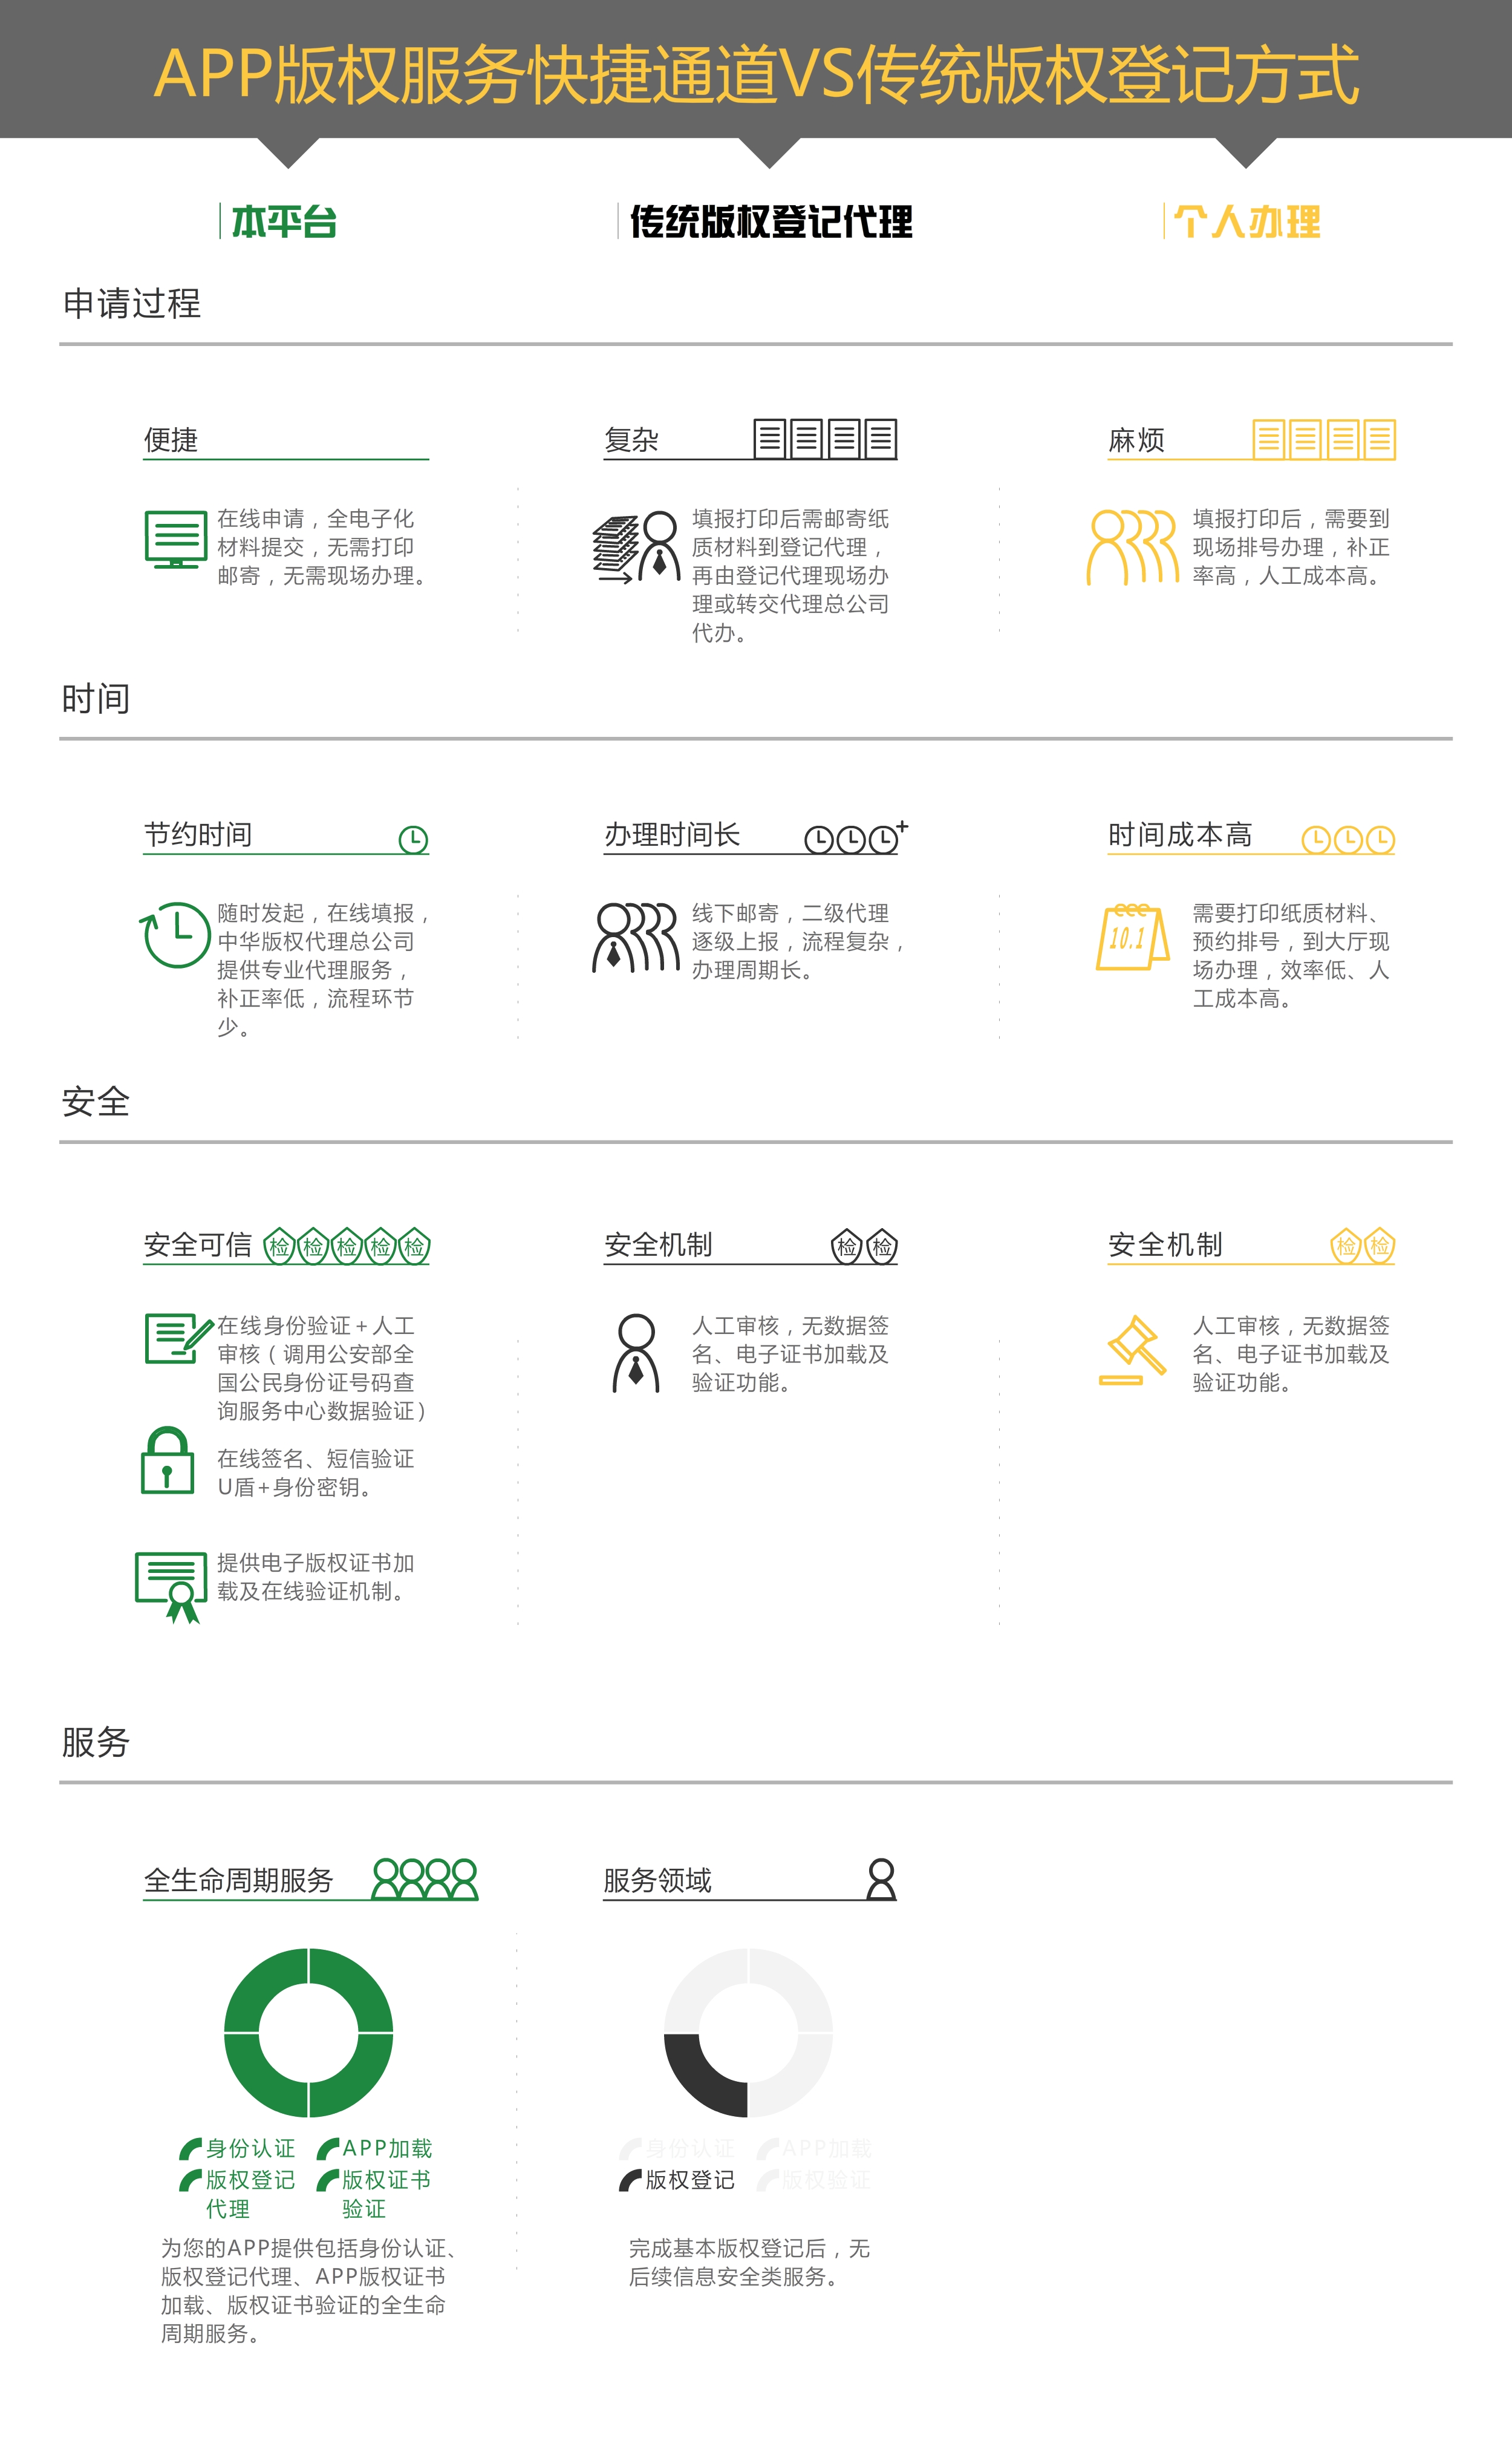 APP版权服务快捷通道VS传统版权登记方式
本平台
传统版权登记代理
个人办理
申请过程
便捷
在线申请，全电子化
材料提交，无需打印
邮寄，无需现场办理。
复杂
填报打印后需邮寄纸
质材料到登记代理，
再由登记代理现场办
理或转交代理总公司
代办。
麻烦
填报打印后，需要到
现场排号办理，补正
率高，人工成本高。
时间
节约时间
随时发起，在线填报，
中华版权代理总公司
提供专业代理服务，
补正率低，流程环节
少。
办理时间长
+
线下邮寄，二级代理
逐级上报，流程复杂，
办理周期长。
时间成本高
10.1
需要打印纸质材料、
预约排号，到大厅现
场办理，效率低、人
工成本高。
安全
安全可信 检 检 检 检 检
在线身份验证+人工
审核（调用公安部全
国公民身份证号码查
询服务中心数据验证）
在线签名、短信验证
U盾+身份密钥。
提供电子版权证书加
载及在线验证机制。
安全机制 检 检
人工审核，无数据签
名、电子证书加载及
验证功能。
安全机制 检 检
人工审核，无数据签
名、电子证书加载及
验证功能。
服务
全生命周期服务
身份认证 APP加载
版权登记 版权证书
代理 验证
为您的APP提供包括身份认证、
版权登记代理、APP版权证书
加载、版权证书验证的全生命
周期服务。
服务领域
身份认证 APP加载
版权登记 版权验证
完成基本版权登记后，无
后续信息安全类服务。